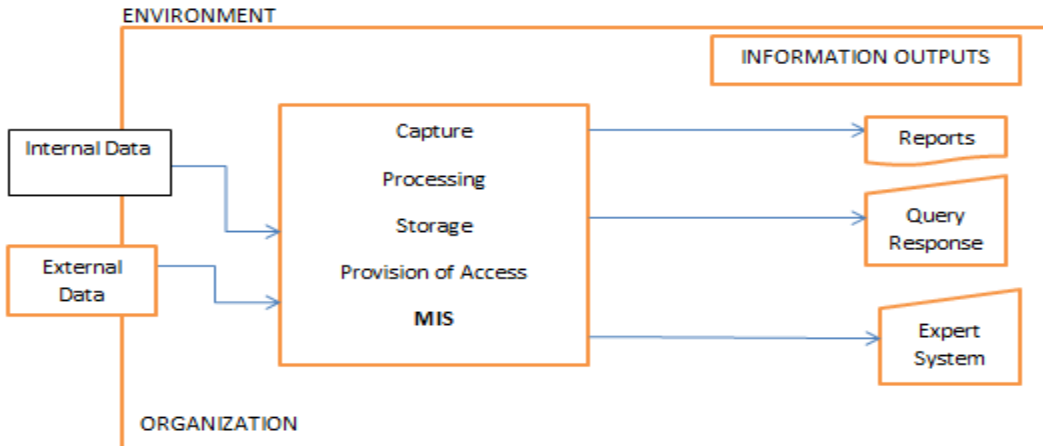 ENVIRONMENT
INFORMATION OUTPUTS
Internal Data
External
Data
Capture
Processing
Storage
Provision of Access
MIS
Reports
Query
Response
Expert
System
ORGANIZATION